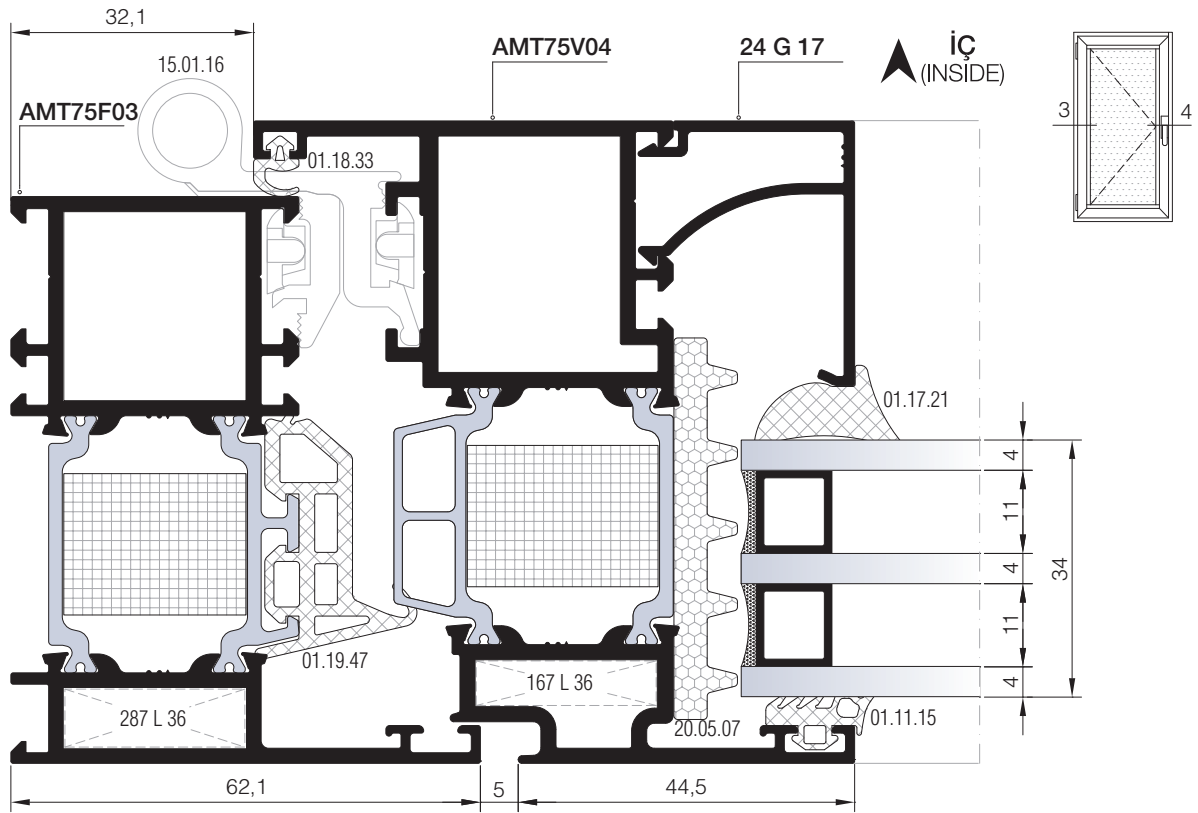 32,1
AMT75V04
24 G 17
İÇ
(INSIDE)
15.01.16
AMT75F03
3
4
01.18.33
01.17.21
4
11
4
11
4
34
01.19.47
167 L 36
287 L 36
20.05.07
01.11.15
62,1
5
44,5